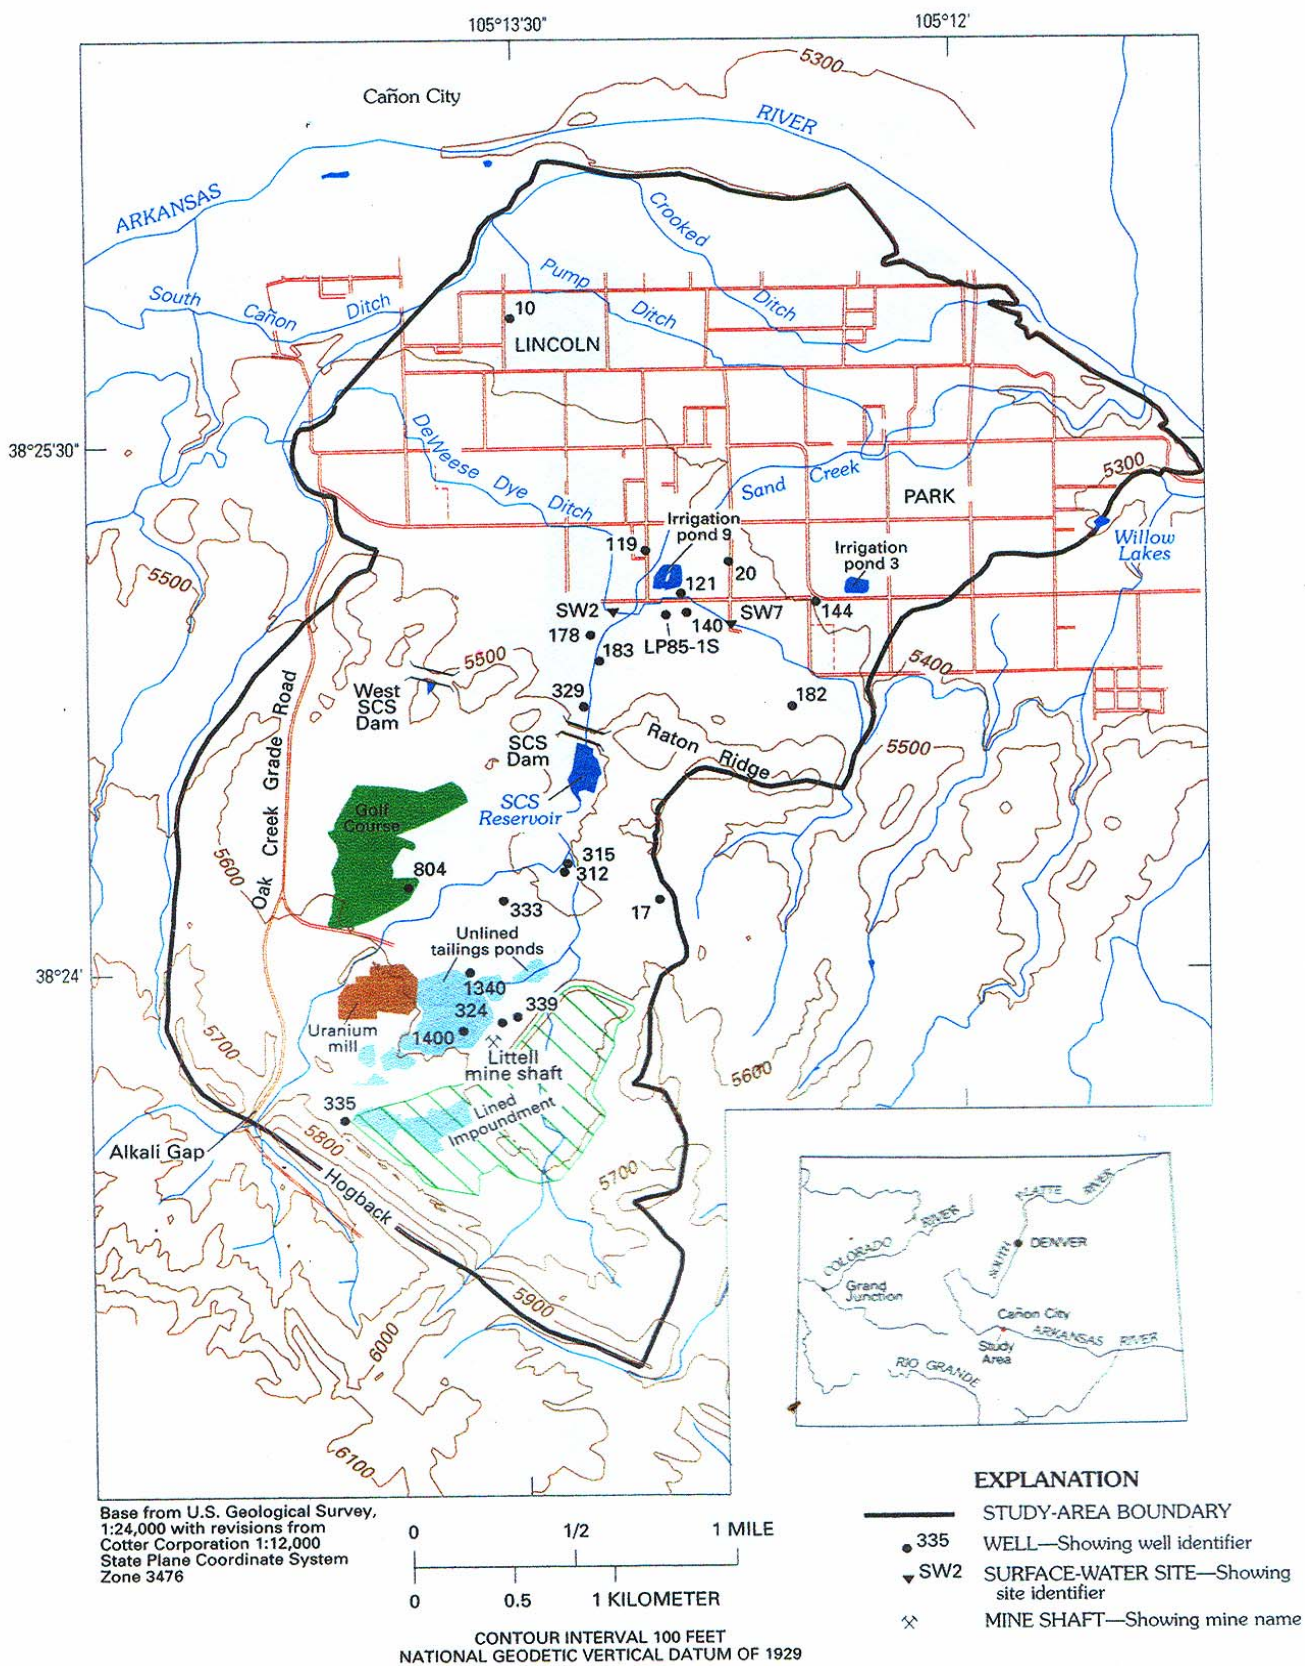 105°13'30"
105°12'
5300
Cañon City
RIVER
ARKANSAS
Crooked
Pump
South
Cañon
Ditch
Ditch
Ditch
10
LINCOLN
DeWeese Dye Ditch
38°25'30"
Sand Creek
5300
PARK
Irrigation
pond 9
119
Irrigation
pond 3
Willow
Lakes
20
5500
121
SW2
140
SW7
144
178
LP85-1S
183
5500
5400
West
SCS
Dam
329
182
Oak Creek Grade Road
SCS
Dam
Raton Ridge
5500
SCS
Reservoir
Golf
Course
5600
315
312
804
333
17
Unlined
tailings ponds
38°24'
1340
324
339
Uranium
mill
1400
5700
Littell
mine shaft
5600
335
Lined
Impoundment
5800
Alkali Gap
5700
Hogback
PLATTE RIVER
RIVER
COLORADO
SOUTH
DENVER
Grand
Junction
5900
Cañon City
ARKANSAS RIVER
Study
Area
6000
RIO GRANDE
6100
EXPLANATION
STUDY-AREA BOUNDARY
335 WELL—Showing well identifier
SW2 SURFACE-WATER SITE—Showing
site identifier
MINE SHAFT—Showing mine name
Base from U.S. Geological Survey,
1:24,000 with revisions from
Cotter Corporation 1:12,000
State Plane Coordinate System
Zone 3476
0 1/2 1 MILE
0 0.5 1 KILOMETER
CONTOUR INTERVAL 100 FEET
NATIONAL GEODETIC VERTICAL DATUM OF 1929